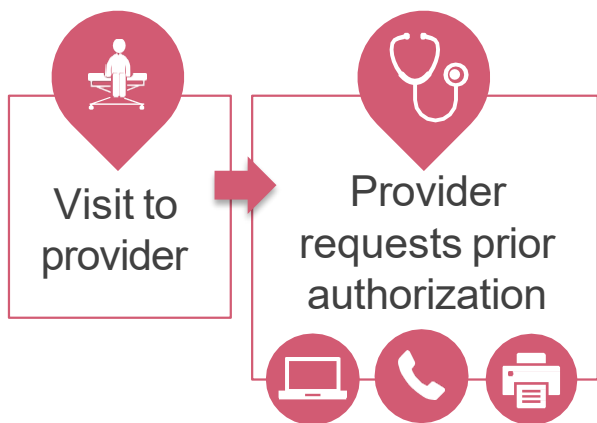 Visit to
provider
Provider
requests prior
authorization